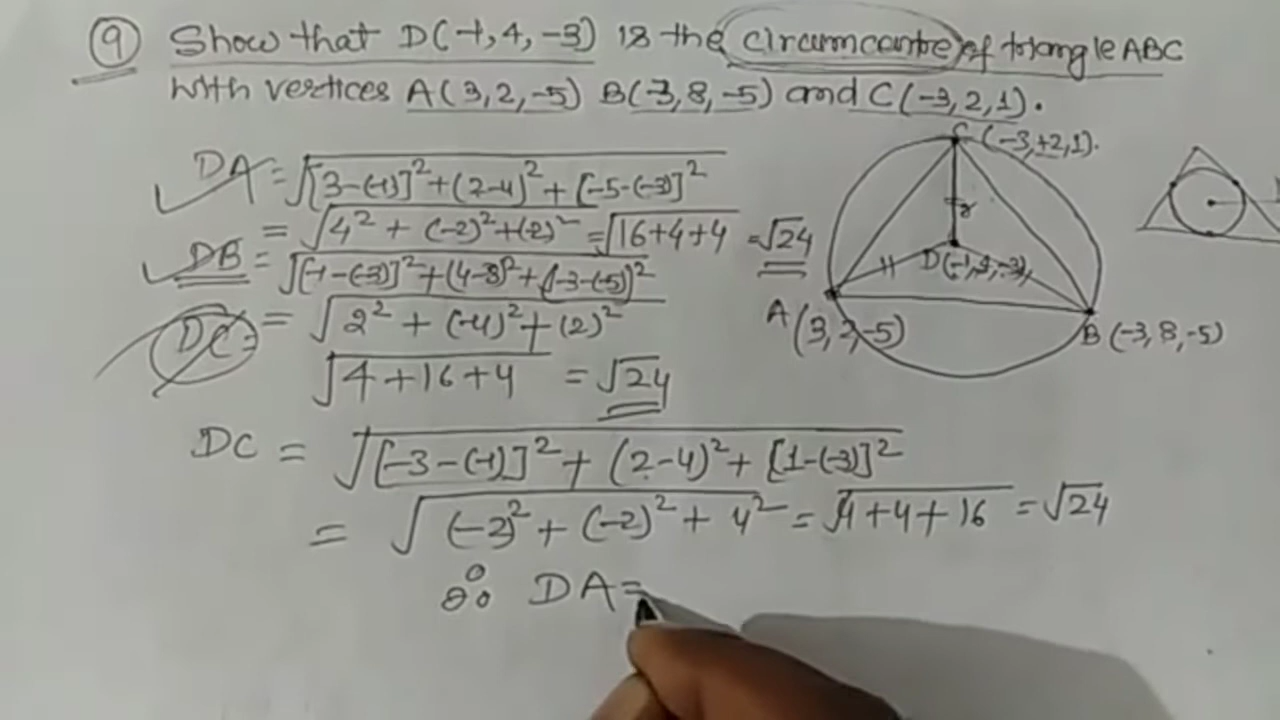 9 Show that D(-1, 4, -3) is the circumcentre of triangle ABC
with vertices A(3, 2, -5) B(-3, 8, -5) and C(-3, 2, 1).
DA = √[3-(-1)]²+(2-4)²+[-5-(-3)]²
= √4² + (-2)²+(-2)² = √16+4+4 = √24
DB = √[-1-(-3)]²+(4-8)²+(-3-(-5))²
DC = = √2² + (-4)²+(2)²
√4+16+4 = √24
DC = √[-3-(-1)]²+(2-4)²+[1-(-3)]²
= √(-2)²+(-2)²+4² = √4+4+16 = √24
∴ DA=
C (-3,+2,1).
r
D(-1,4,-3)
A (3, 2, -5)
B (-3, 8, -5)